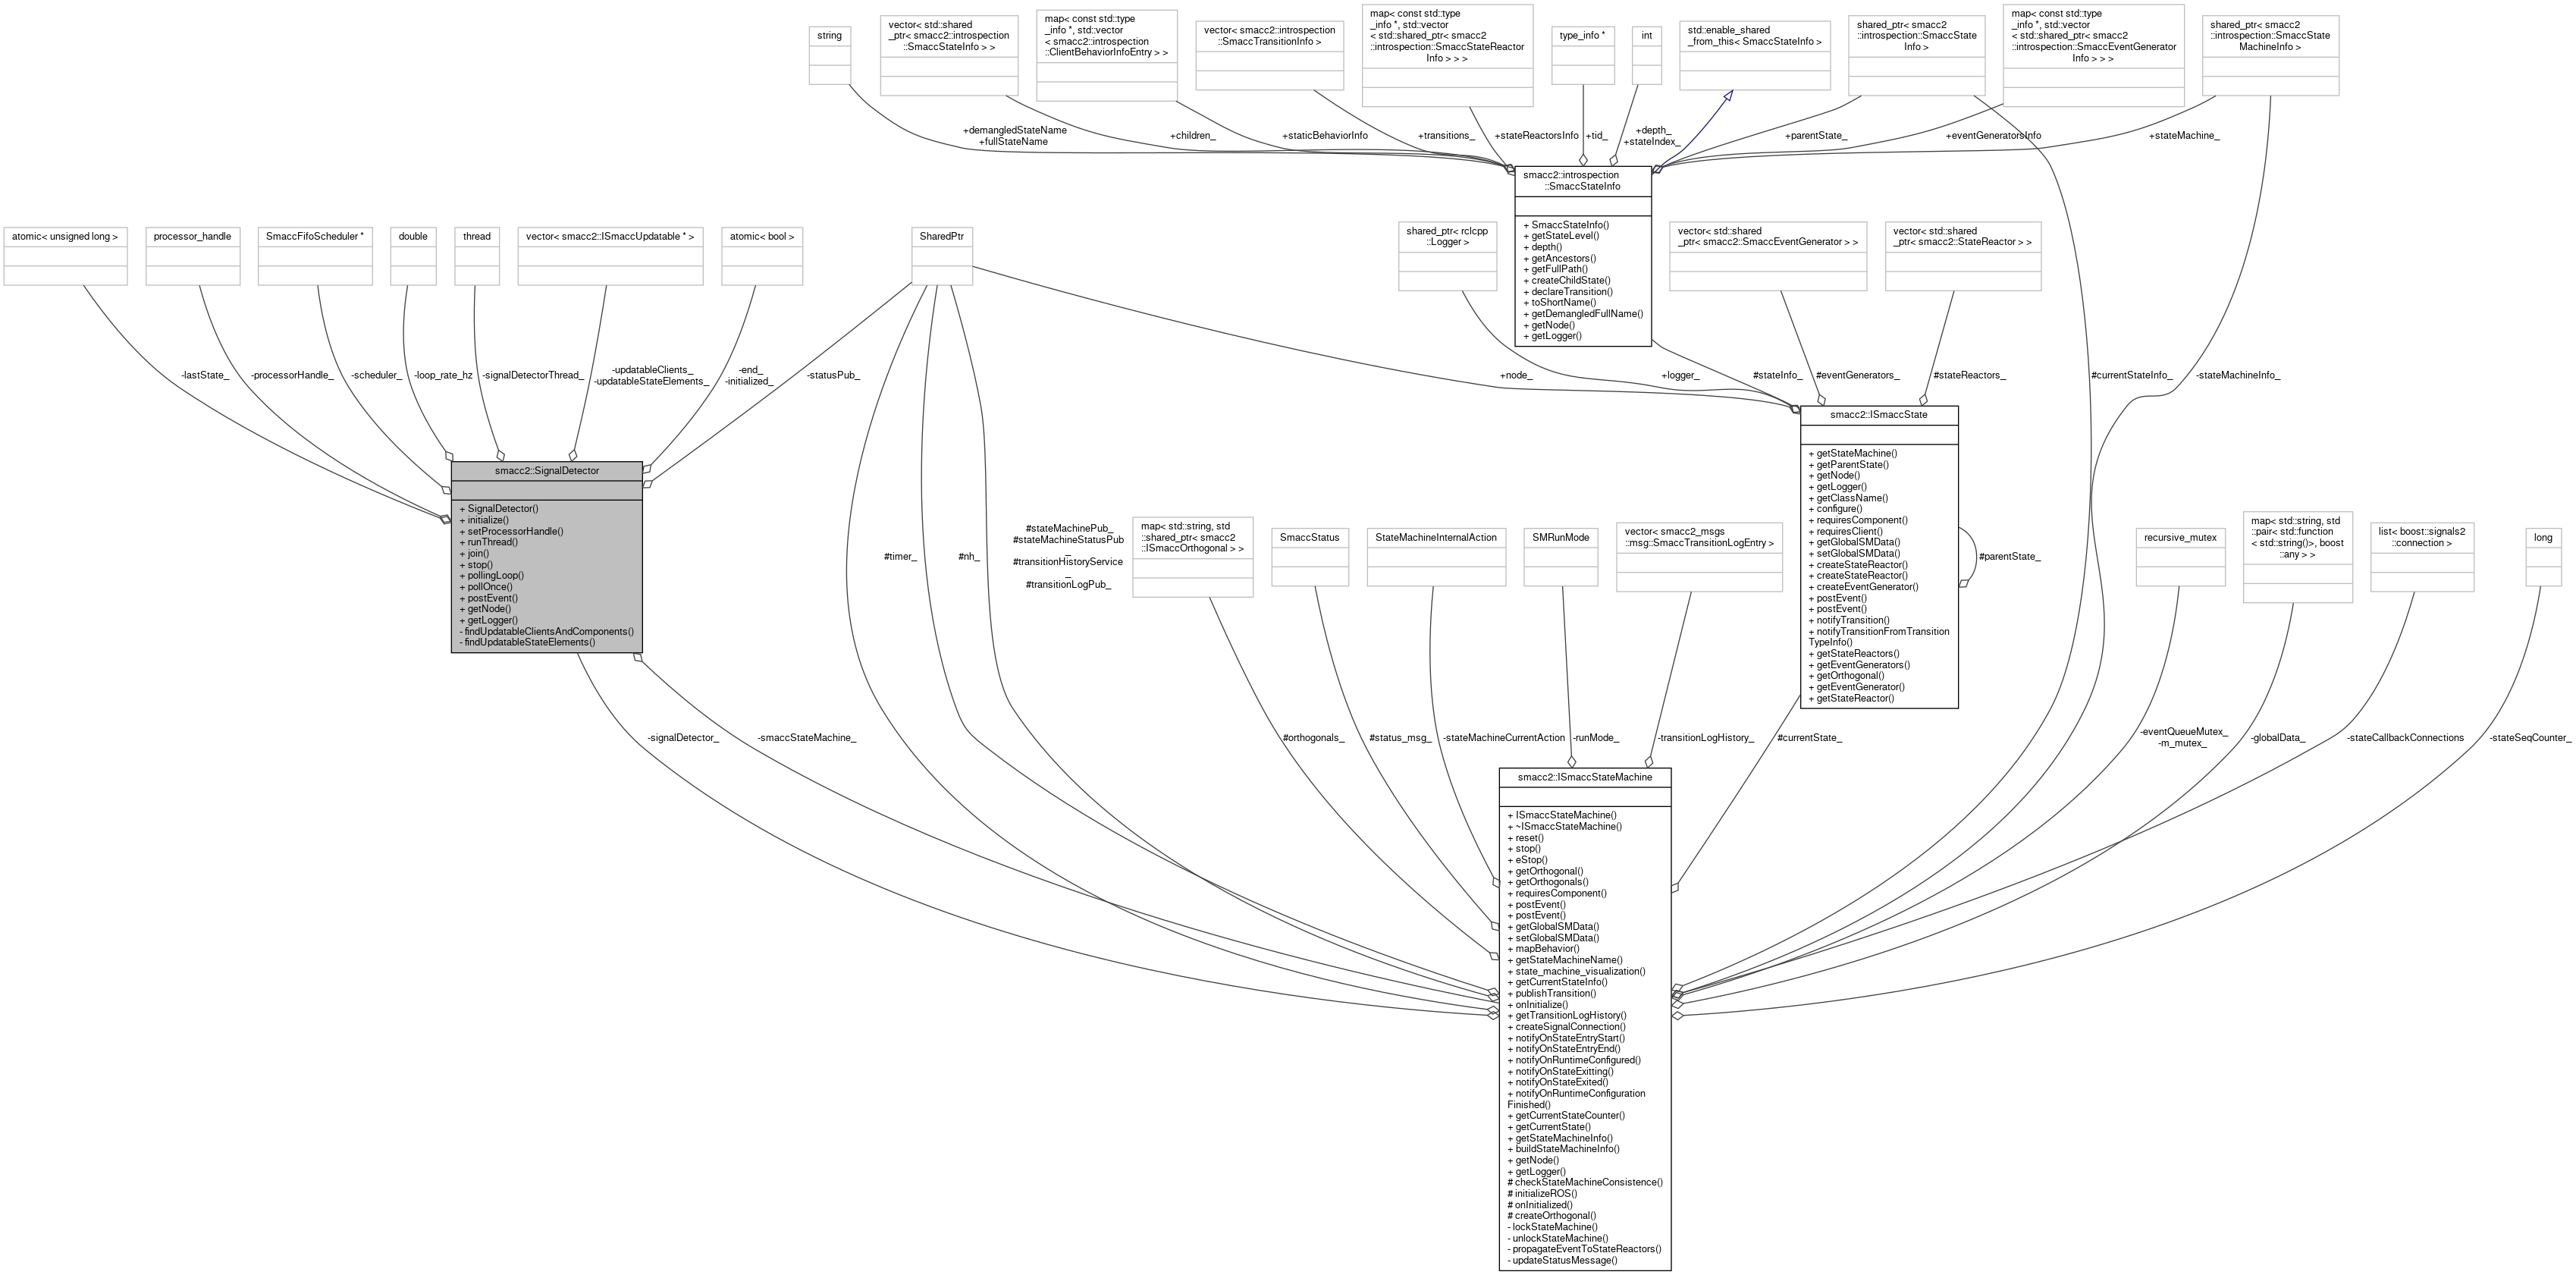 string
vector< std::shared
_ptr< smacc2::introspection
::SmaccStateInfo > >
map< const std::type
_info *, std::vector
< smacc2::introspection
::ClientBehaviorInfoEntry > >
vector< smacc2::introspection
::SmaccTransitionInfo >
map< const std::type
_info *, std::vector
< std::shared_ptr< smacc2
::introspection::SmaccStateReactor
Info > > >
type_info *
int
std::enable_shared
_from_this< SmaccStateInfo >
shared_ptr< smacc2
::introspection::SmaccState
Info >
map< const std::type
_info *, std::vector
< std::shared_ptr< smacc2
::introspection::SmaccEventGenerator
Info > > >
shared_ptr< smacc2
::introspection::SmaccState
MachineInfo >
+demangledStateName
+fullStateName
+children_
+staticBehaviorInfo
+transitions_
+stateReactorsInfo
+tid_
+depth_
+stateIndex_
+parentState_
+eventGeneratorsInfo
+stateMachine_
smacc2::introspection
::SmaccStateInfo
+ SmaccStateInfo()
+ getStateLevel()
+ depth()
+ getAncestors()
+ getFullPath()
+ createChildState()
+ declareTransition()
+ toShortName()
+ getDemangledFullName()
+ getNode()
+ getLogger()
atomic< unsigned long >
processor_handle
SmaccFifoScheduler *
double
thread
vector< smacc2::ISmaccUpdatable * >
atomic< bool >
SharedPtr
shared_ptr< rclcpp
::Logger >
vector< std::shared
_ptr< smacc2::SmaccEventGenerator > >
vector< std::shared
_ptr< smacc2::StateReactor > >
-lastState_
-processorHandle_
-scheduler_
-loop_rate_hz
-signalDetectorThread_
-updatableClients_
-updatableStateElements_
-end_
-initialized_
-statusPub_
+node_
+logger_
#stateInfo_
#eventGenerators_
#stateReactors_
#currentStateInfo_
-stateMachineInfo_
smacc2::SignalDetector
+ SignalDetector()
+ initialize()
+ setProcessorHandle()
+ runThread()
+ join()
+ stop()
+ pollingLoop()
+ pollOnce()
+ postEvent()
+ getNode()
+ getLogger()
- findUpdatableClientsAndComponents()
- findUpdatableStateElements()
smacc2::ISmaccState
+ getStateMachine()
+ getParentState()
+ getNode()
+ getLogger()
+ getClassName()
+ configure()
+ requiresComponent()
+ requiresClient()
+ getGlobalSMData()
+ setGlobalSMData()
+ createStateReactor()
+ createStateReactor()
+ createEventGenerator()
+ postEvent()
+ postEvent()
+ notifyTransition()
+ notifyTransitionFromTransition
TypeInfo()
+ getStateReactors()
+ getEventGenerators()
+ getOrthogonal()
+ getEventGenerator()
+ getStateReactor()
#parentState_
#timer_
#nh_
#stateMachinePub_
#stateMachineStatusPub
_
#transitionHistoryService
_
#transitionLogPub_
map< std::string, std
::shared_ptr< smacc2
::ISmaccOrthogonal > >
SmaccStatus
StateMachineInternalAction
SMRunMode
vector< smacc2_msgs
::msg::SmaccTransitionLogEntry >
recursive_mutex
map< std::string, std
::pair< std::function
< std::string()>, boost
::any > >
list< boost::signals2
::connection >
long
-signalDetector_
-smaccStateMachine_
#orthogonals_
#status_msg_
-stateMachineCurrentAction
-runMode_
-transitionLogHistory_
#currentState_
-eventQueueMutex_
-m_mutex_
-globalData_
-stateCallbackConnections
-stateSeqCounter_
smacc2::ISmaccStateMachine
+ ISmaccStateMachine()
+ ~ISmaccStateMachine()
+ reset()
+ stop()
+ eStop()
+ getOrthogonal()
+ getOrthogonals()
+ requiresComponent()
+ postEvent()
+ postEvent()
+ getGlobalSMData()
+ setGlobalSMData()
+ mapBehavior()
+ getStateMachineName()
+ state_machine_visualization()
+ getCurrentStateInfo()
+ publishTransition()
+ onInitialize()
+ getTransitionLogHistory()
+ createSignalConnection()
+ notifyOnStateEntryStart()
+ notifyOnStateEntryEnd()
+ notifyOnRuntimeConfigured()
+ notifyOnStateExitting()
+ notifyOnStateExited()
+ notifyOnRuntimeConfiguration
Finished()
+ getCurrentStateCounter()
+ getCurrentState()
+ getStateMachineInfo()
+ buildStateMachineInfo()
+ getNode()
+ getLogger()
# checkStateMachineConsistence()
# initializeROS()
# onInitialized()
# createOrthogonal()
- lockStateMachine()
- unlockStateMachine()
- propagateEventToStateReactors()
- updateStatusMessage()